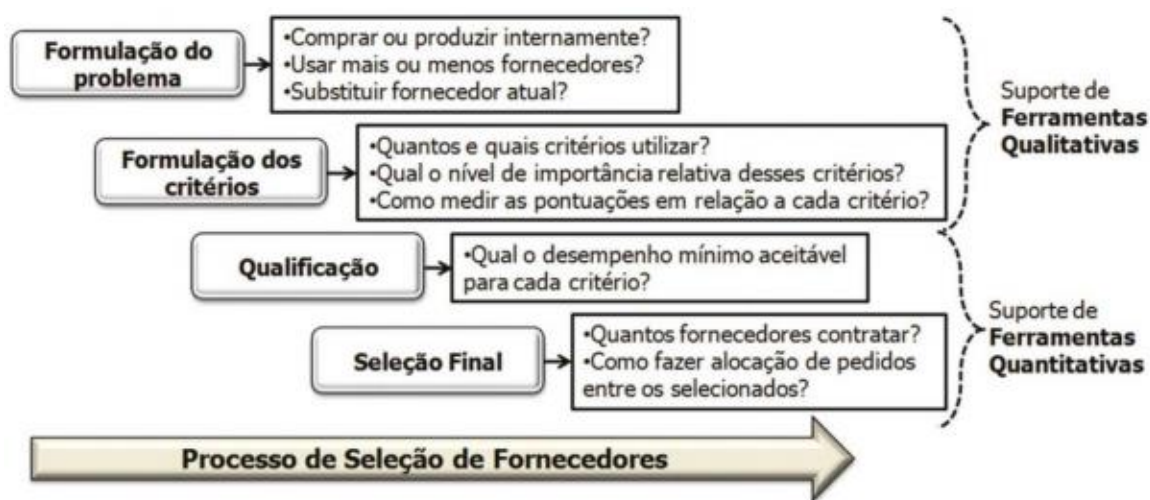 Formulação do
problema
•Comprar ou produzir internamente?
•Usar mais ou menos fornecedores?
•Substituir fornecedor atual?
Formulação dos
critérios
•Quantos e quais critérios utilizar?
•Qual o nível de importância relativa desses critérios?
•Como medir as pontuações em relação a cada critério?
Suporte de
Ferramentas
Qualitativas
Qualificação
•Qual o desempenho mínimo aceitável
para cada critério?
Seleção Final
•Quantos fornecedores contratar?
•Como fazer alocação de pedidos
entre os selecionados?
Suporte de
Ferramentas
Quantitativas
Processo de Seleção de Fornecedores